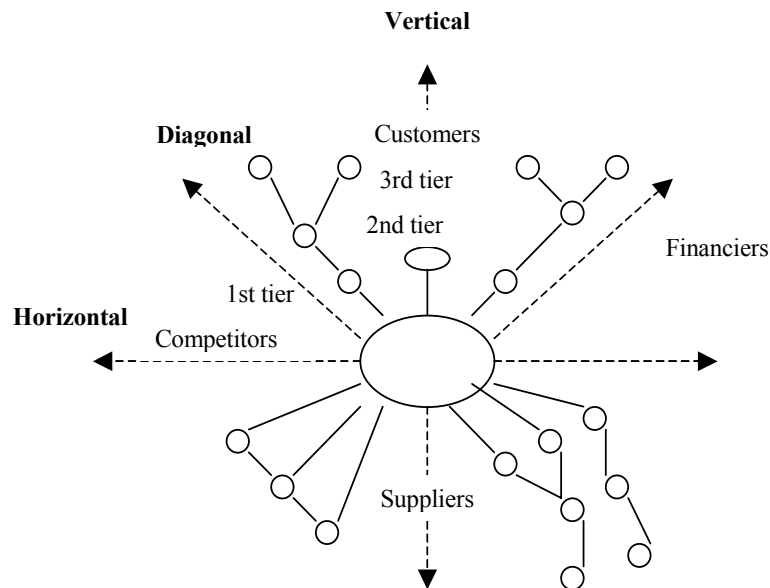 Vertical
Diagonal
Customers
3rd tier
2nd tier
Financiers
1st tier
Horizontal
Competitors
Suppliers